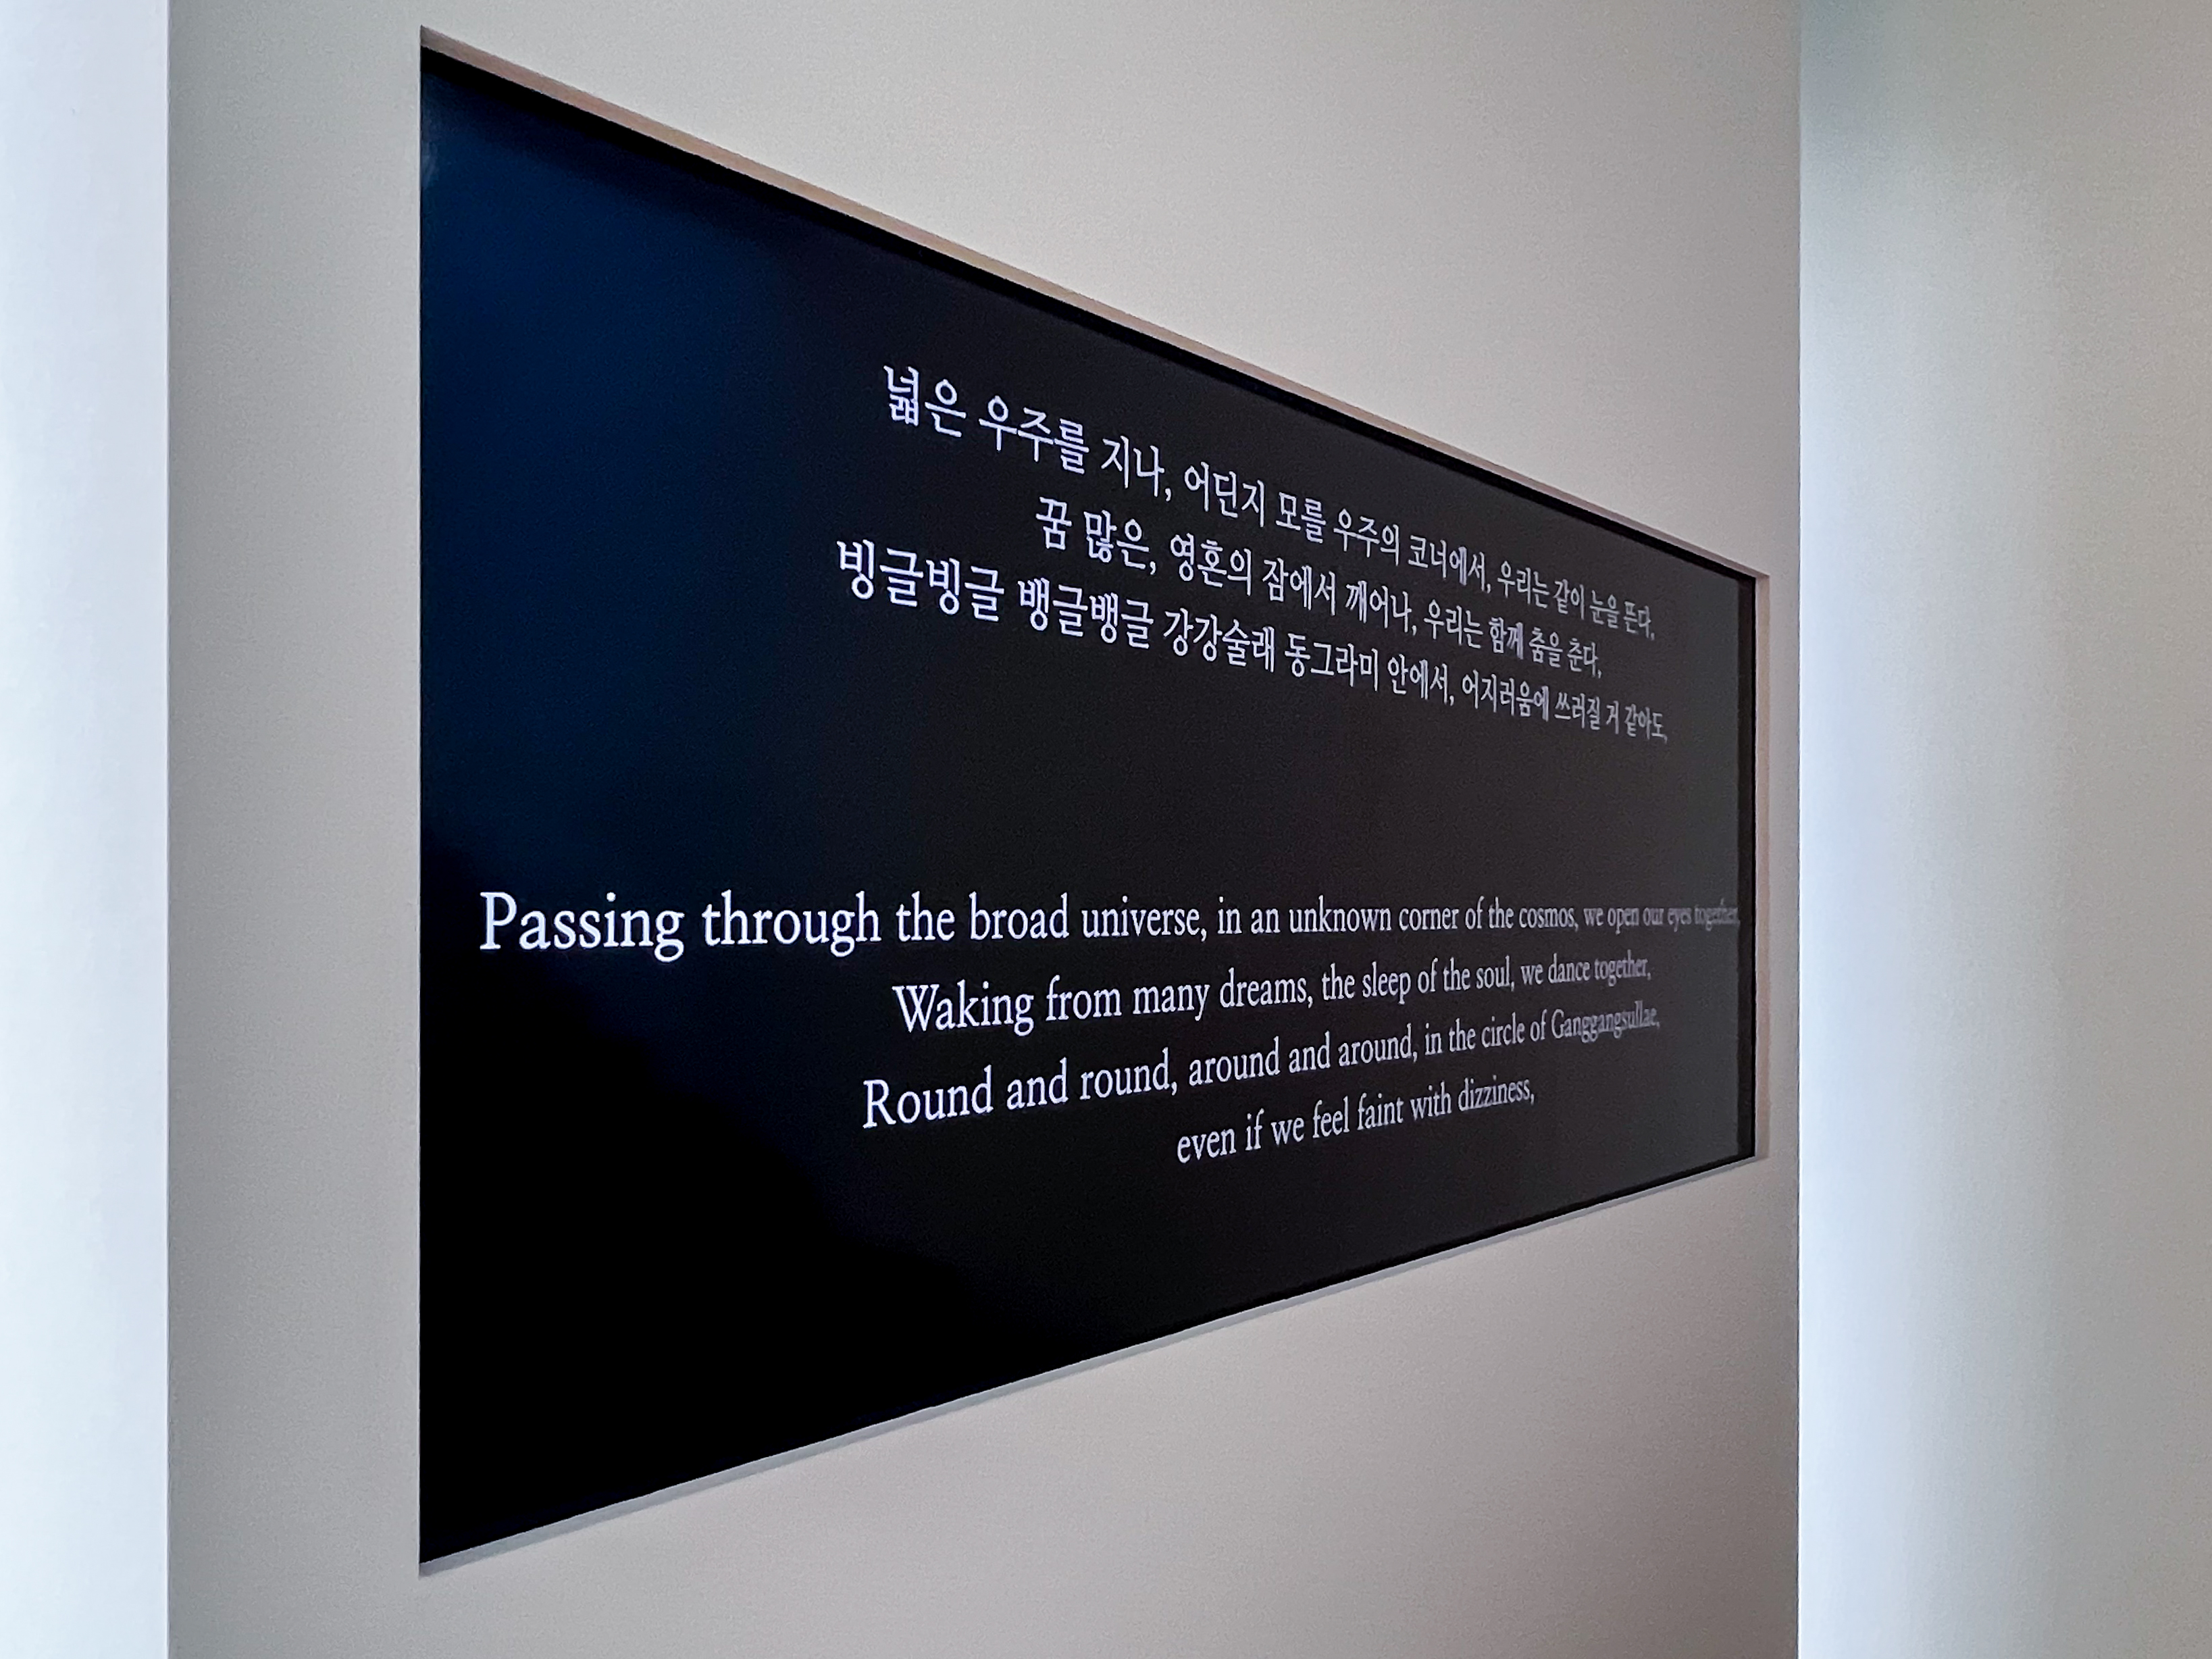 넓은 우주를 지나, 어딘지 모를 우주의 코너에서, 우리는 같이 눈을 뜬다,
꿈 많은, 영혼의 잠에서 깨어나, 우리는 함께 춤을 춘다,
빙글빙글 뱅글뱅글 강강술래 동그라미 안에서, 어지러움에 쓰러질 거 같아도,
Passing through the broad universe, in an unknown corner of the cosmos, we open our eyes together,
Waking from many dreams, the sleep of the soul, we dance together,
Round and round, around and around, in the circle of Ganggangsullae,
even if we feel faint with dizziness,